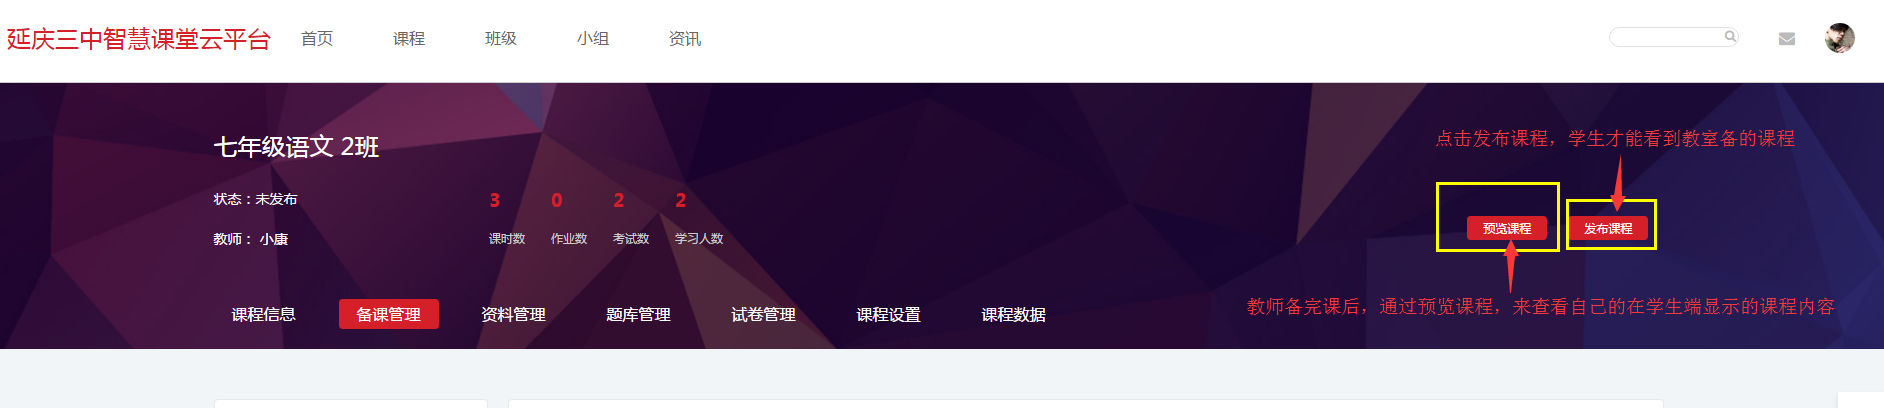 延庆三中智慧课堂云平台 首页 课程 班级 小组 资讯
点击发布课程，学生才能看到教室备的课程
七年级语文 2班
状态：未发布 3 0 2 2
预览课程 发布课程
教师： 小康 课时数 作业数 考试数 学习人数
教师备完课后，通过预览课程，来查看自己的在学生端显示的课程内容
课程信息 备课管理 资料管理 题库管理 试卷管理 课程设置 课程数据